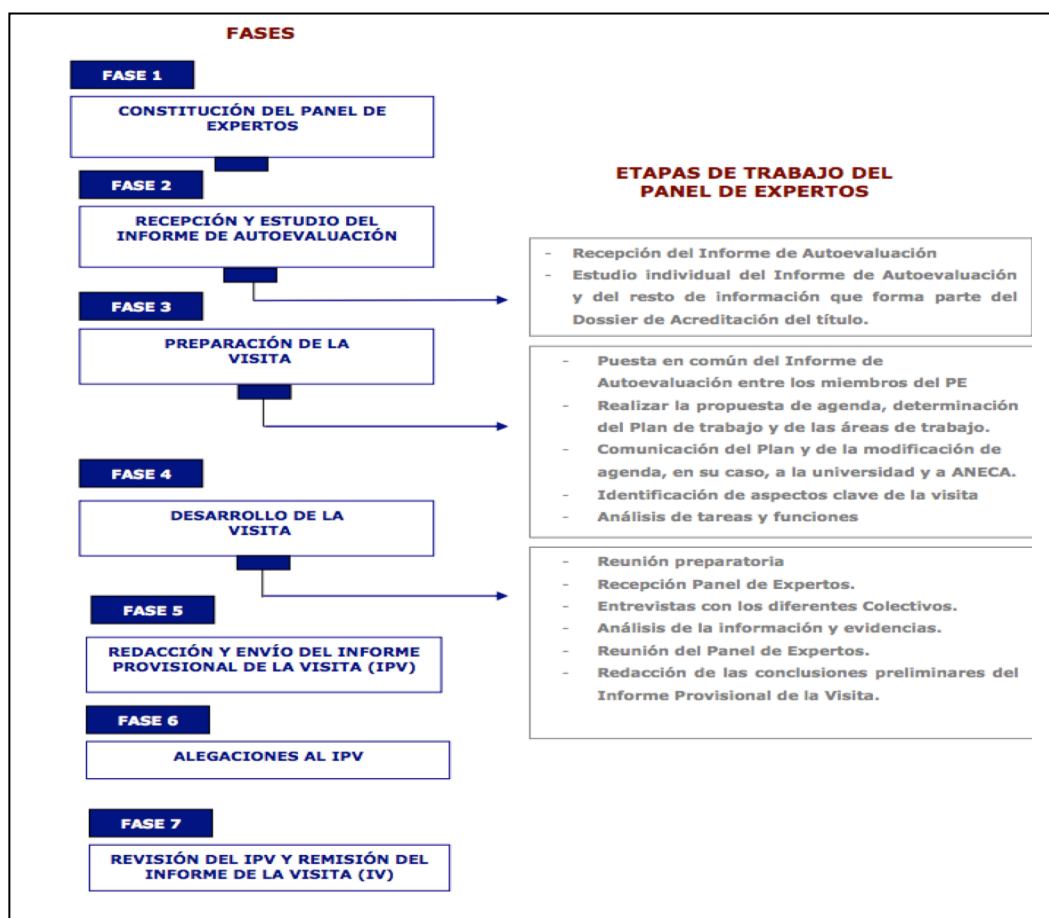 FASES
FASE 1
CONSTITUCIÓN DEL PANEL DE
EXPERTOS
FASE 2
RECEPCIÓN Y ESTUDIO DEL
INFORME DE AUTOEVALUACIÓN
FASE 3
PREPARACIÓN DE LA
VISITA
FASE 4
DESARROLLO DE LA
VISITA
FASE 5
REDACCIÓN Y ENVÍO DEL INFORME
PROVISIONAL DE LA VISITA (IPV)
FASE 6
ALEGACIONES AL IPV
FASE 7
REVISIÓN DEL IPV Y REMISIÓN DEL
INFORME DE LA VISITA (IV)
ETAPAS DE TRABAJO DEL
PANEL DE EXPERTOS
- Recepción del Informe de Autoevaluación
- Estudio individual del Informe de Autoevaluación
y del resto de información que forma parte del
Dossier de Acreditación del título.
- Puesta en común del Informe de
Autoevaluación entre los miembros del PE
- Realizar la propuesta de agenda, determinación
del Plan de trabajo y de las áreas de trabajo.
- Comunicación del Plan y de la modificación de
agenda, en su caso, a la universidad y a ANECA.
- Identificación de aspectos clave de la visita
- Análisis de tareas y funciones
- Reunión preparatoria
- Recepción Panel de Expertos.
- Entrevistas con los diferentes Colectivos.
- Análisis de la información y evidencias.
- Reunión del Panel de Expertos.
- Redacción de las conclusiones preliminares del
Informe Provisional de la Visita.